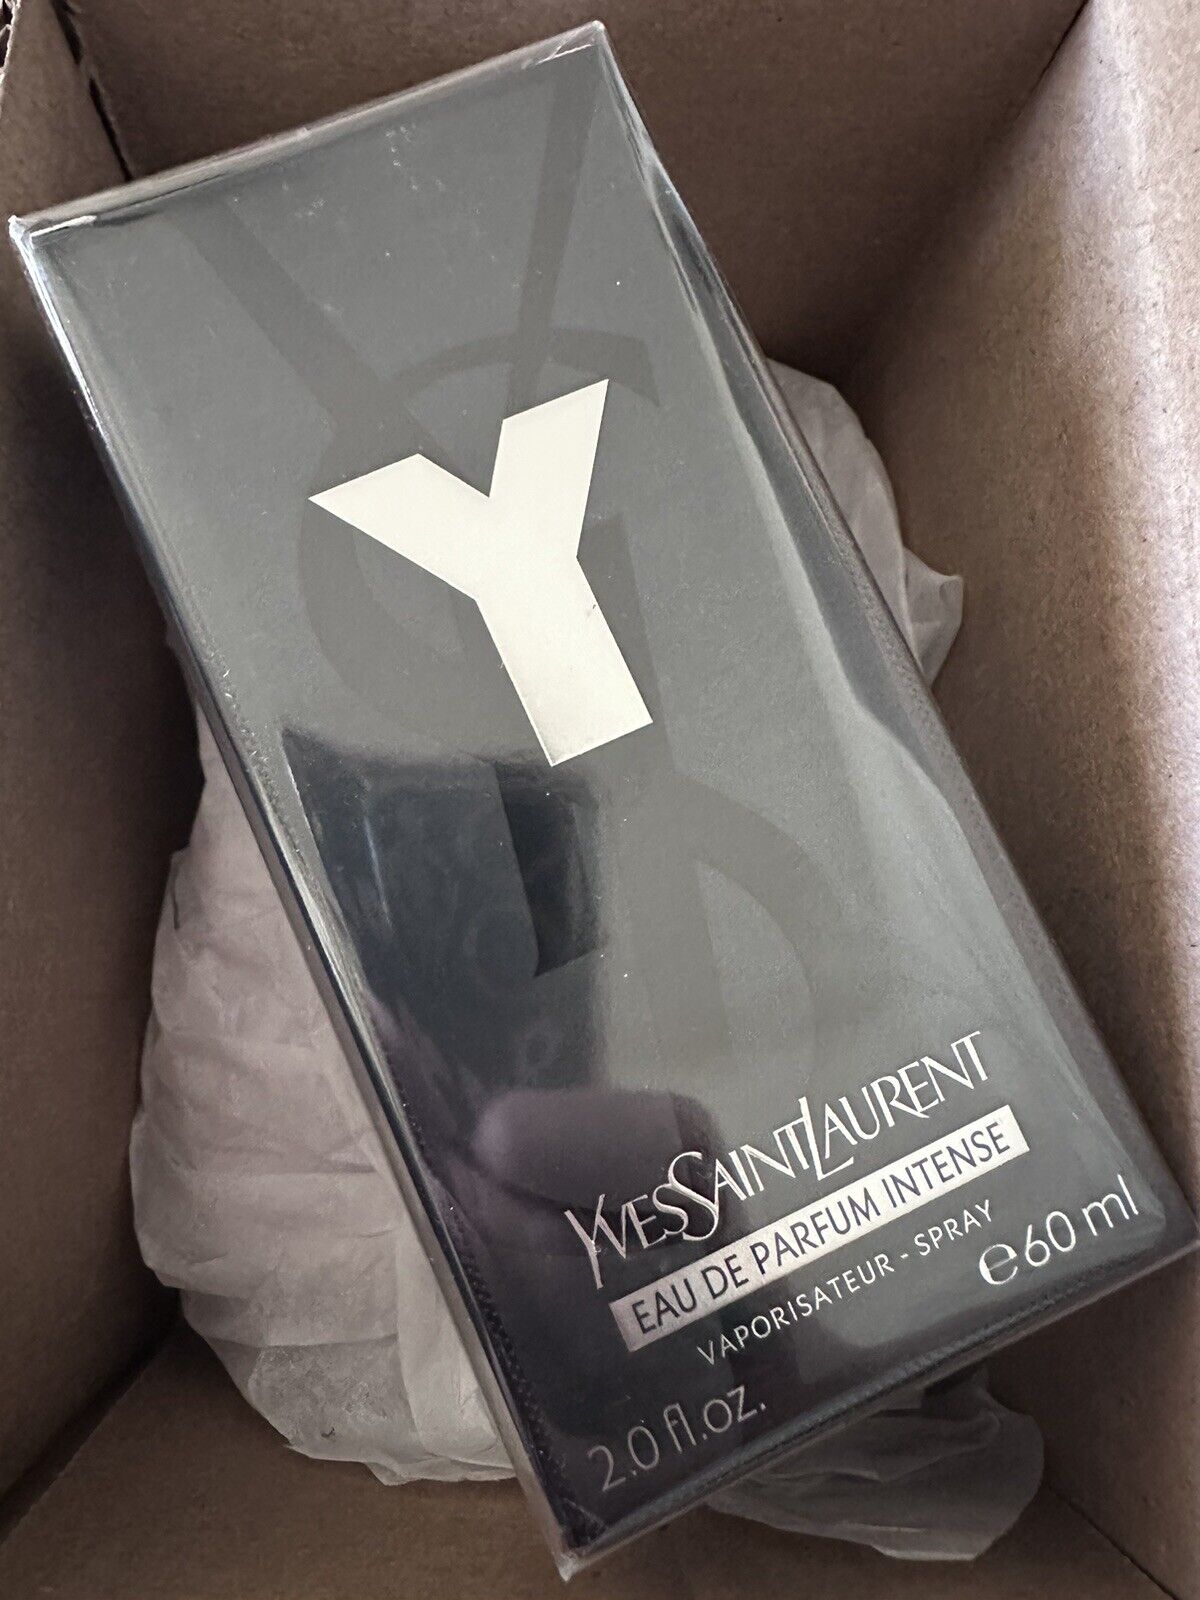 Y
YVESSAINTLAURENT
EAU DE PARFUM INTENSE
VAPORISATEUR - SPRAY
℮60 ml
2.0 fl.oz.